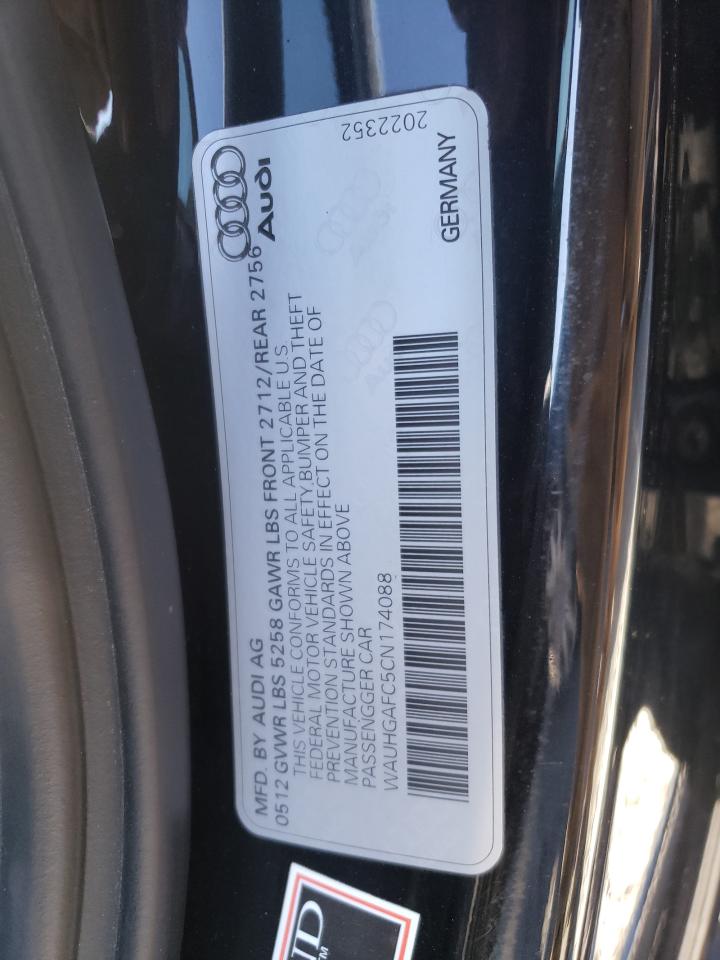 MFD. BY AUDI AG
0512 GVWR LBS 5258 GAWR LBS FRONT 2712/REAR 2756
THIS VEHICLE CONFORMS TO ALL APPLICABLE U.S.
FEDERAL MOTOR VEHICLE SAFETY, BUMPER AND THEFT
PREVENTION STANDARDS IN EFFECT ON THE DATE OF
MANUFACTURE SHOWN ABOVE
PASSENGGER CAR
WAUHGAFC5CN174088
Audi
2022352
GERMANY
TM